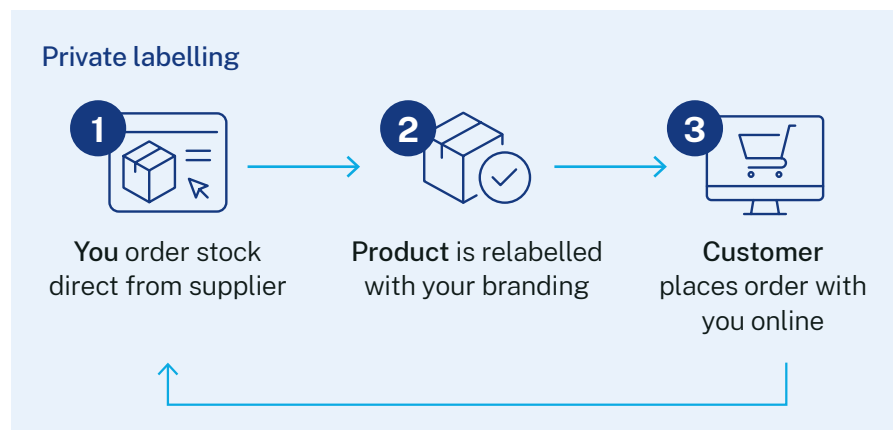 Private labelling
1
2
3
You order stock
direct from supplier
Product is relabelled
with your branding
Customer
places order with
you online